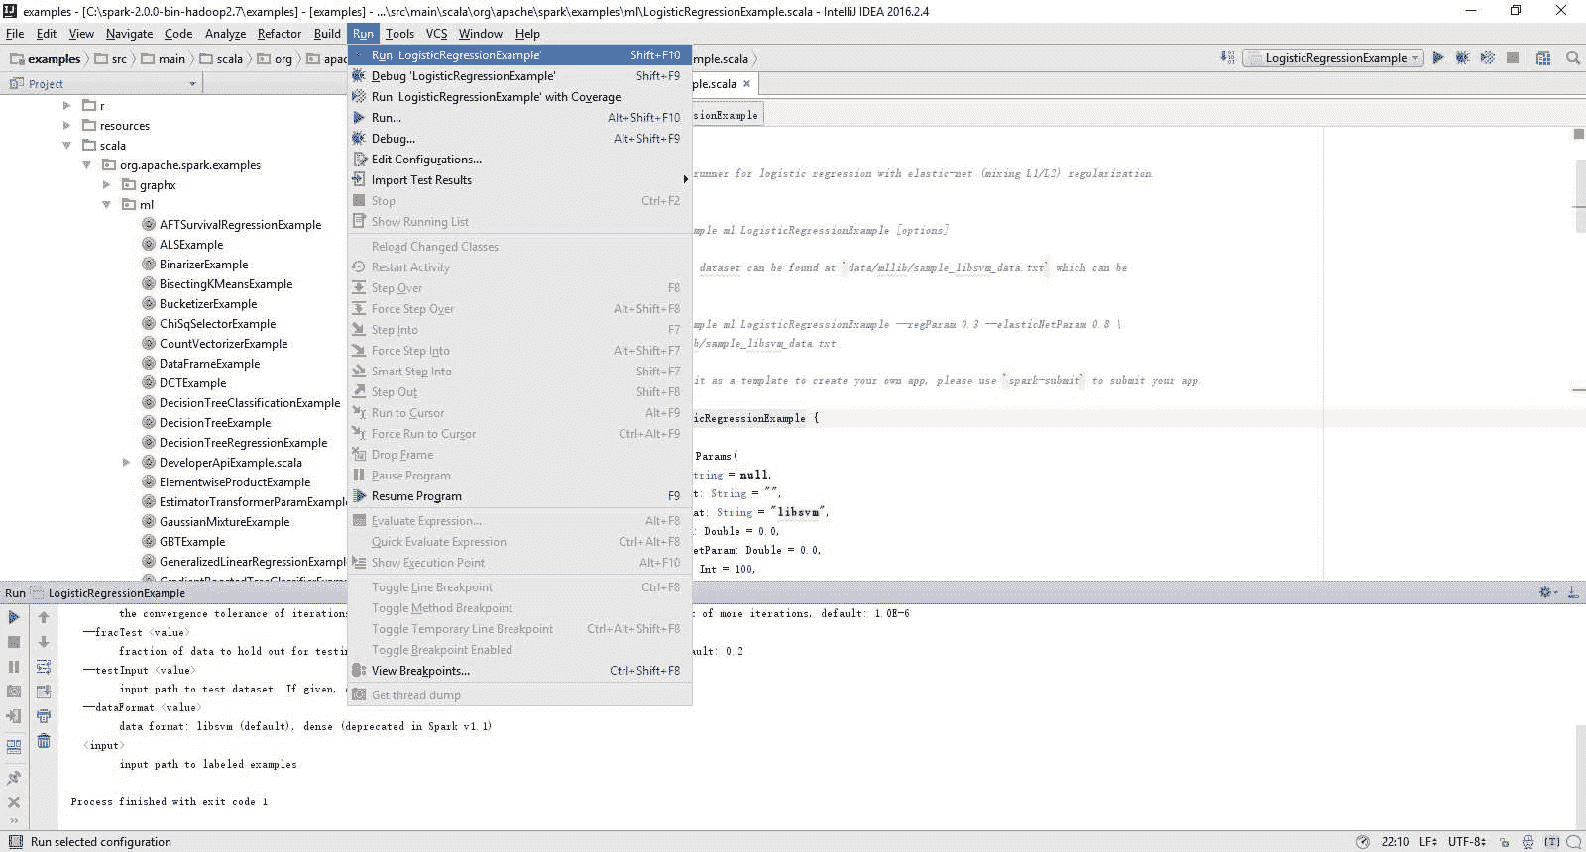 examples - [C:\spark-2.0.0-bin-hadoop2.7\examples] - [examples] - ...\src\main\scala\org\apache\spark\examples\ml\LogisticRegressionExample.scala - IntelliJ IDEA 2016.2.4
File Edit View Navigate Code Analyze Refactor Build Run Tools VCS Window Help
examples src main scala org apac
mple.scala
LogisticRegressionExample
Project
ple.scala
r
resources
scala
org.apache.spark.examples
graphx
ml
AFTSurvivalRegressionExample
ALSExample
BinarizerExample
BisectingKMeansExample
BucketizerExample
ChiSqSelectorExample
CountVectorizerExample
DataFrameExample
DCTExample
DecisionTreeClassificationExample
DecisionTreeExample
DecisionTreeRegressionExample
DeveloperApiExample.scala
ElementwiseProductExample
EstimatorTransformerParamExample
GaussianMixtureExample
GBTExample
GeneralizedLinearRegressionExampl
GradientBoostedTreeClassifierExamp
Run 'LogisticRegressionExample' Shift+F10
Debug 'LogisticRegressionExample' Shift+F9
Run 'LogisticRegressionExample' with Coverage
Run... Alt+Shift+F10
Debug... Alt+Shift+F9
Edit Configurations...
Import Test Results
Stop Ctrl+F2
Show Running List
Reload Changed Classes
Restart Activity
Step Over F8
Force Step Over Alt+Shift+F8
Step Into F7
Force Step Into Alt+Shift+F7
Smart Step Into Shift+F7
Step Out Shift+F8
Run to Cursor Alt+F9
Force Run to Cursor Ctrl+Alt+F9
Drop Frame
Pause Program
Resume Program F9
Evaluate Expression... Alt+F8
Quick Evaluate Expression Ctrl+Alt+F8
Show Execution Point Alt+F10
Toggle Line Breakpoint Ctrl+F8
Toggle Method Breakpoint
Toggle Temporary Line Breakpoint Ctrl+Alt+Shift+F8
Toggle Breakpoint Enabled
View Breakpoints... Ctrl+Shift+F8
Get thread dump
sionExample
runner for logistic regression with elastic-net (mixing L1/L2) regularization.
mple ml.LogisticRegressionExample [options]
dataset can be found at `data/mllib/sample_libsvm_data.txt` which can be
mple ml.LogisticRegressionExample --regParam 0.3 --elasticNetParam 0.8 \
b/sample_libsvm_data.txt
it as a template to create your own app, please use `spark-submit` to submit your app.
icRegressionExample {
Params(
tring = null,
t: String = "",
at: String = "libsvm",
: Double = 0.0,
etParam: Double = 0.0,
Int = 100,
Run LogisticRegressionExample
the convergence tolerance of iterations
t of more iterations, default: 1.0E-6
--fracTest <value>
fraction of data to hold out for testin
ault: 0.2
--testInput <value>
input path to test dataset. If given,
--dataFormat <value>
data format: libsvm (default), dense (deprecated in Spark v1.1)
<input>
input path to labeled examples
Process finished with exit code 1
Run selected configuration
22:10 LF UTF-8